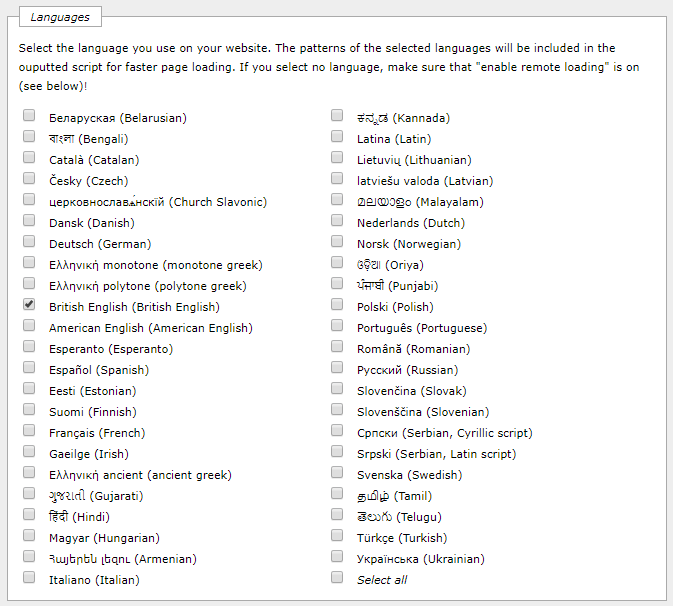 Languages
Select the language you use on your website. The patterns of the selected languages will be included in the
ouputted script for faster page loading. If you select no language, make sure that "enable remote loading" is on
(see below)!
Беларуская (Belarusian)
বাংলা (Bengali)
Català (Catalan)
Česky (Czech)
церковнославѧ́нскїй (Church Slavonic)
Dansk (Danish)
Deutsch (German)
Ελληνική monotone (monotone greek)
Ελληνική polytone (polytone greek)
British English (British English)
American English (American English)
Esperanto (Esperanto)
Español (Spanish)
Eesti (Estonian)
Suomi (Finnish)
Français (French)
Gaeilge (Irish)
Ελληνική ancient (ancient greek)
ગુજરાતી (Gujarati)
हिंदी (Hindi)
Magyar (Hungarian)
Հայերեն լեզու (Armenian)
Italiano (Italian)
ಕನ್ನಡ (Kannada)
Latina (Latin)
Lietuvių (Lithuanian)
latviešu valoda (Latvian)
മലയാളം (Malayalam)
Nederlands (Dutch)
Norsk (Norwegian)
ଓଡ଼ିଆ (Oriya)
ਪੰਜਾਬੀ (Punjabi)
Polski (Polish)
Português (Portuguese)
Română (Romanian)
Русский (Russian)
Slovenčina (Slovak)
Slovenščina (Slovenian)
Српски (Serbian, Cyrillic script)
Srpski (Serbian, Latin script)
Svenska (Swedish)
தமிழ் (Tamil)
తెలుగు (Telugu)
Türkçe (Turkish)
Українська (Ukrainian)
Select all